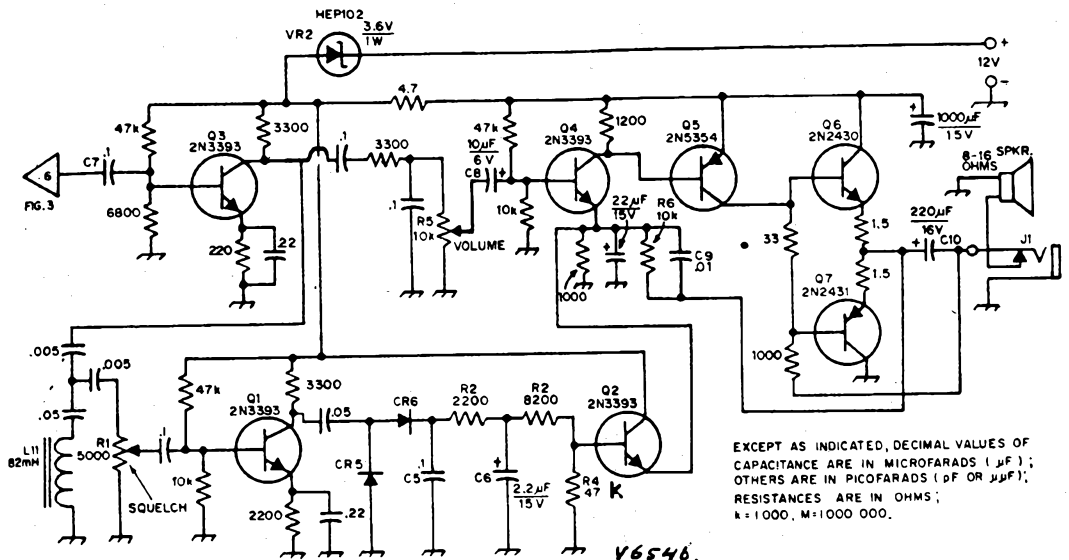 HEP102
VR2
3.6V
1W
+
12V
-
47k
3300
4.7
47k
1200
Q5
2N5354
Q6
2N2430
+
1000µF
15V
Q3
2N3393
.1
3300
10µF
6V
C8
+
Q4
2N3393
8-16
OHMS
SPKR.
C7
.1
.6
FIG.3
6800
.1
R5
10k
VOLUME
10k
22µF
15V
+
R6
10k
33
1.5
220µF
16V
+
C10
J1
220
.22
1000
C9
.01
1.5
Q7
2N2431
1000
.005
.005
47k
3300
.05
Q1
2N3393
.05
CR6
R2
2200
R2
8200
Q2
2N3393
L11
82mH
R1
5000
.1
10k
SQUELCH
CR5
.1
C5
+
C6
2.2µF
15V
R4
47
K
2200
.22
EXCEPT AS INDICATED, DECIMAL VALUES OF
CAPACITANCE ARE IN MICROFARADS ( µF ) ;
OTHERS ARE IN PICOFARADS ( pF OR µµF);
RESISTANCES ARE IN OHMS ;
k = 1000, M=1000 000.
V6546.